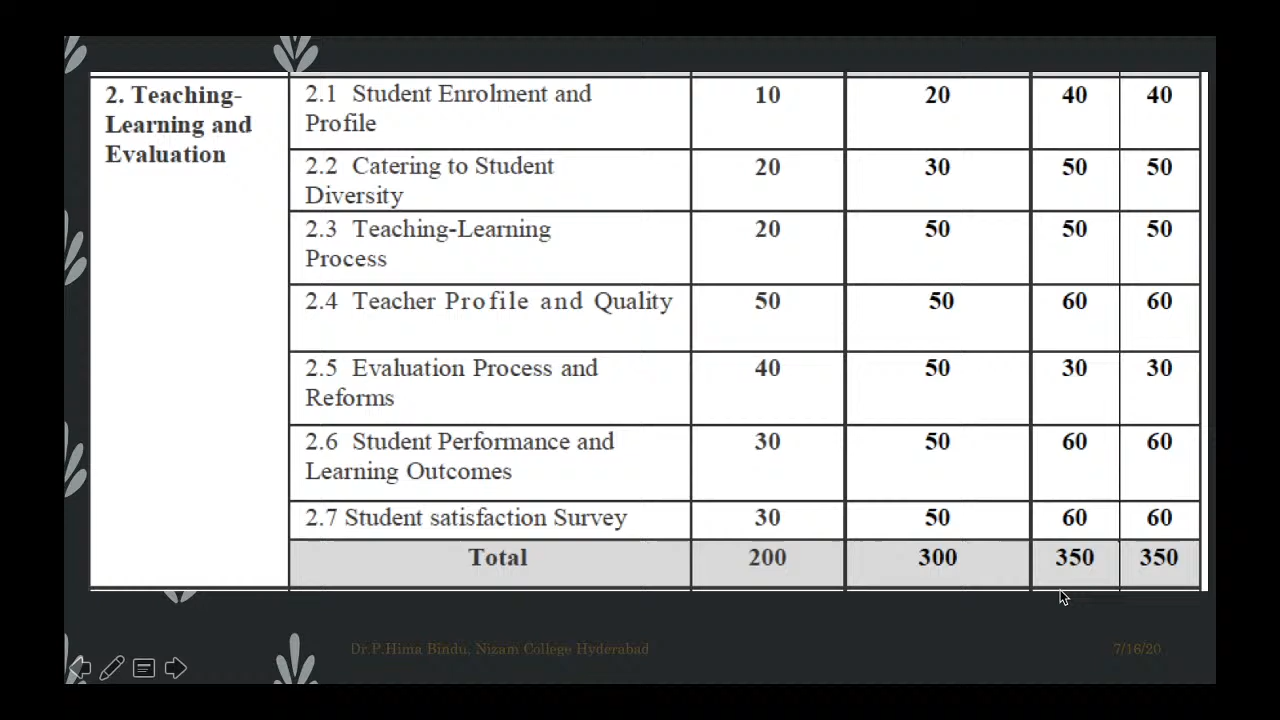 2. Teaching-
Learning and
Evaluation
2.1 Student Enrolment and
Profile
10 20 40 40
2.2 Catering to Student
Diversity
20 30 50 50
2.3 Teaching-Learning
Process
20 50 50 50
2.4 Teacher Profile and Quality
50 50 60 60
2.5 Evaluation Process and
Reforms
40 50 30 30
2.6 Student Performance and
Learning Outcomes
30 50 60 60
2.7 Student satisfaction Survey
30 50 60 60
Total 200 300 350 350
Dr.P.Hima Bindu, Nizam College Hyderabad
7/16/20